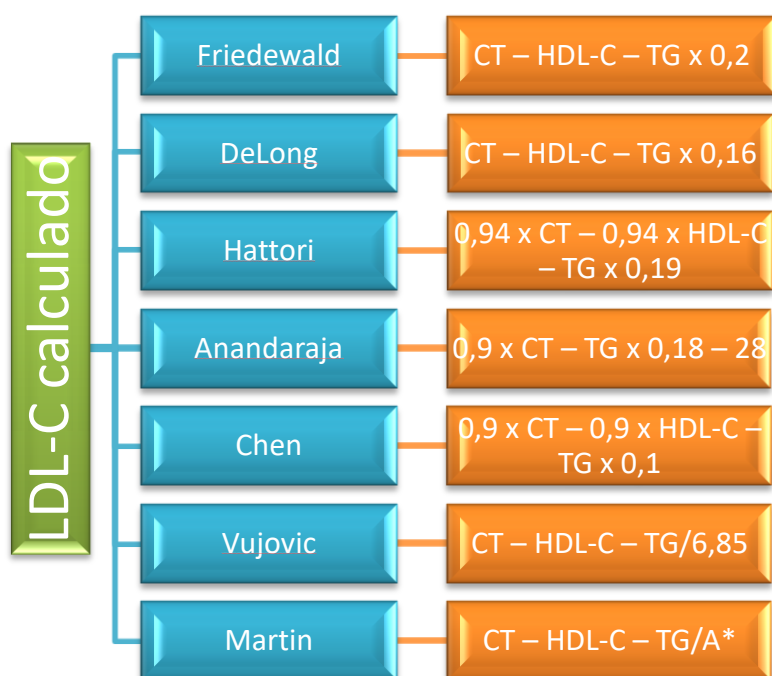 LDL-C calculado
Friedewald
CT – HDL-C – TG x 0,2
DeLong
CT – HDL-C – TG x 0,16
Hattori
0,94 x CT – 0,94 x HDL-C
– TG x 0,19
Anandaraja
0,9 x CT – TG x 0,18 – 28
Chen
0,9 x CT – 0,9 x HDL-C –
TG x 0,1
Vujovic
CT – HDL-C – TG/6,85
Martin
CT – HDL-C – TG/A*